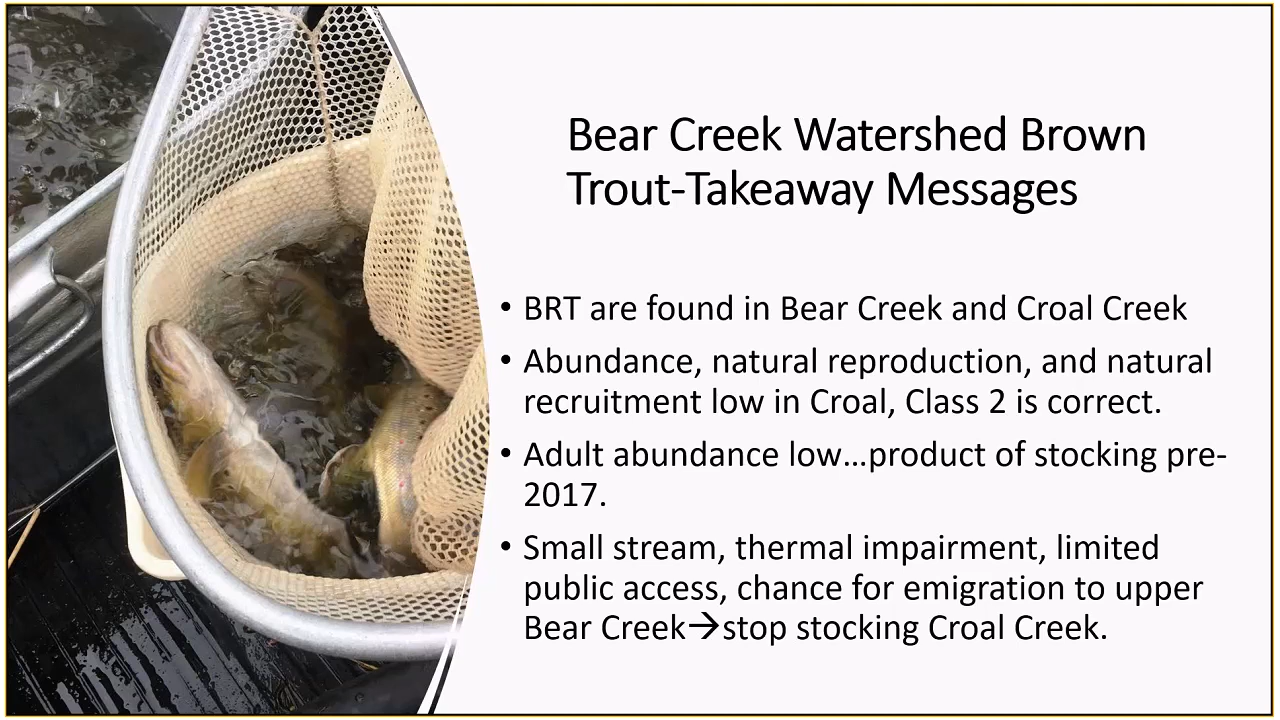 Bear Creek Watershed Brown
Trout-Takeaway Messages
• BRT are found in Bear Creek and Croal Creek
• Abundance, natural reproduction, and natural
recruitment low in Croal, Class 2 is correct.
• Adult abundance low…product of stocking pre-
2017.
• Small stream, thermal impairment, limited
public access, chance for emigration to upper
Bear Creek→stop stocking Croal Creek.